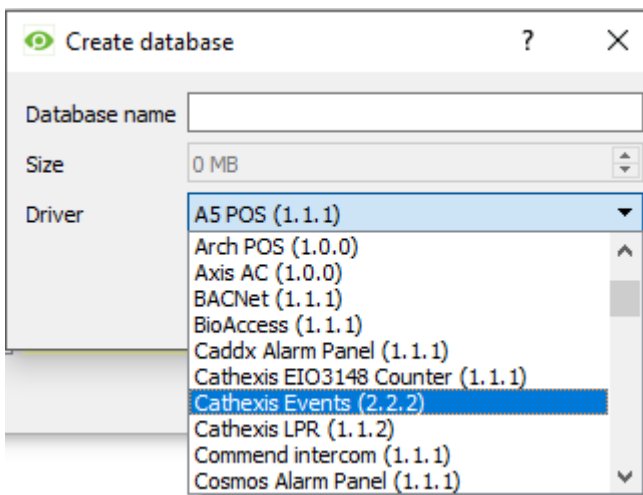 Create database
?
Database name
Size
0 MB
Driver
A5 POS (1.1.1)
Arch POS (1.0.0)
Axis AC (1.0.0)
BACNet (1.1.1)
BioAccess (1.1.1)
Caddx Alarm Panel (1.1.1)
Cathexis EIO3148 Counter (1.1.1)
Cathexis Events (2.2.2)
Cathexis LPR (1.1.2)
Commend intercom (1.1.1)
Cosmos Alarm Panel (1.1.1)